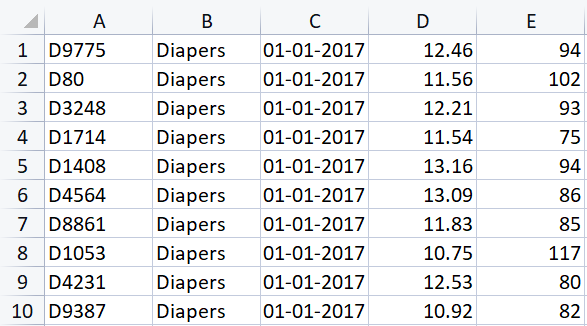 A B C D E
1 D9775 Diapers 01-01-2017 12.46 94
2 D80 Diapers 01-01-2017 11.56 102
3 D3248 Diapers 01-01-2017 12.21 93
4 D1714 Diapers 01-01-2017 11.54 75
5 D1408 Diapers 01-01-2017 13.16 94
6 D4564 Diapers 01-01-2017 13.09 86
7 D8861 Diapers 01-01-2017 11.83 85
8 D1053 Diapers 01-01-2017 10.75 117
9 D4231 Diapers 01-01-2017 12.53 80
10 D9387 Diapers 01-01-2017 10.92 82